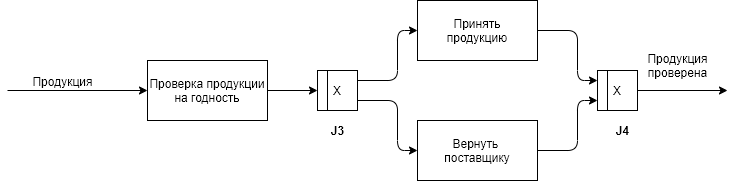 Продукция
Проверка продукции
на годность
X
J3
Принять
продукцию
Вернуть
поставщику
X
J4
Продукция
проверена